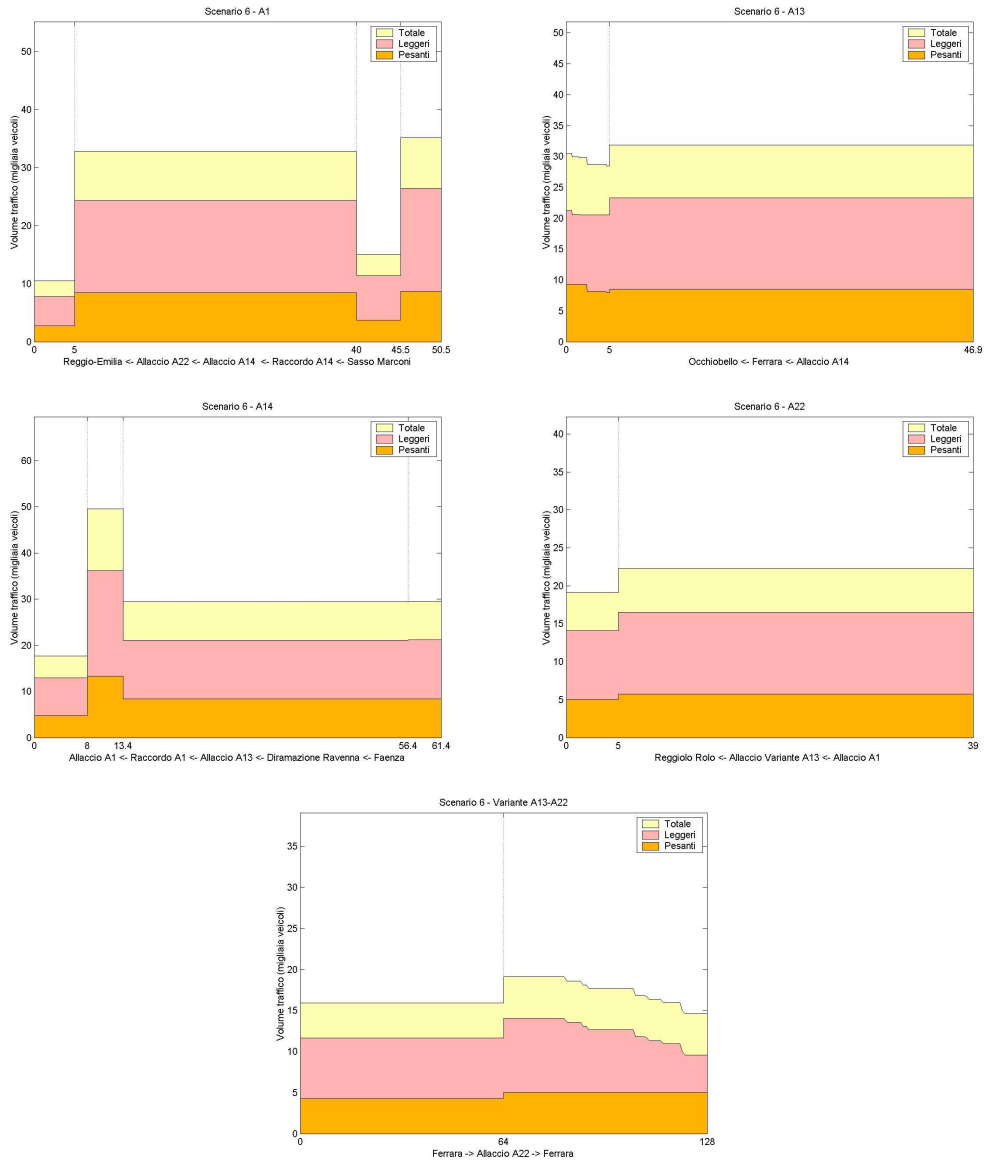 Scenario 6 - A1
Totale
Leggeri
Pesanti
Volume traffico (migliaia veicoli)
50
40
30
20
10
0
0 5 40 45.5 50.5
Reggio-Emilia <- Allaccio A22 <- Allaccio A14 <- Raccordo A14 <- Sasso Marconi
Scenario 6 - A13
Totale
Leggeri
Pesanti
Volume traffico (migliaia veicoli)
50
45
40
35
30
25
20
15
10
5
0
0 5 46.9
Occhiobello <- Ferrara <- Allaccio A14
Scenario 6 - A14
Totale
Leggeri
Pesanti
Volume traffico (migliaia veicoli)
60
50
40
30
20
10
0
0 8 13.4 56.4 61.4
Allaccio A1 <- Raccordo A1 <- Allaccio A13 <- Diramazione Ravenna <- Faenza
Scenario 6 - A22
Totale
Leggeri
Pesanti
Volume traffico (migliaia veicoli)
40
35
30
25
20
15
10
5
0
0 5 39
Reggiolo Rolo <- Allaccio Variante A13 <- Allaccio A1
Scenario 6 - Variante A13-A22
Totale
Leggeri
Pesanti
Volume traffico (migliaia veicoli)
35
30
25
20
15
10
5
0
0 64 128
Ferrara -> Allaccio A22 -> Ferrara